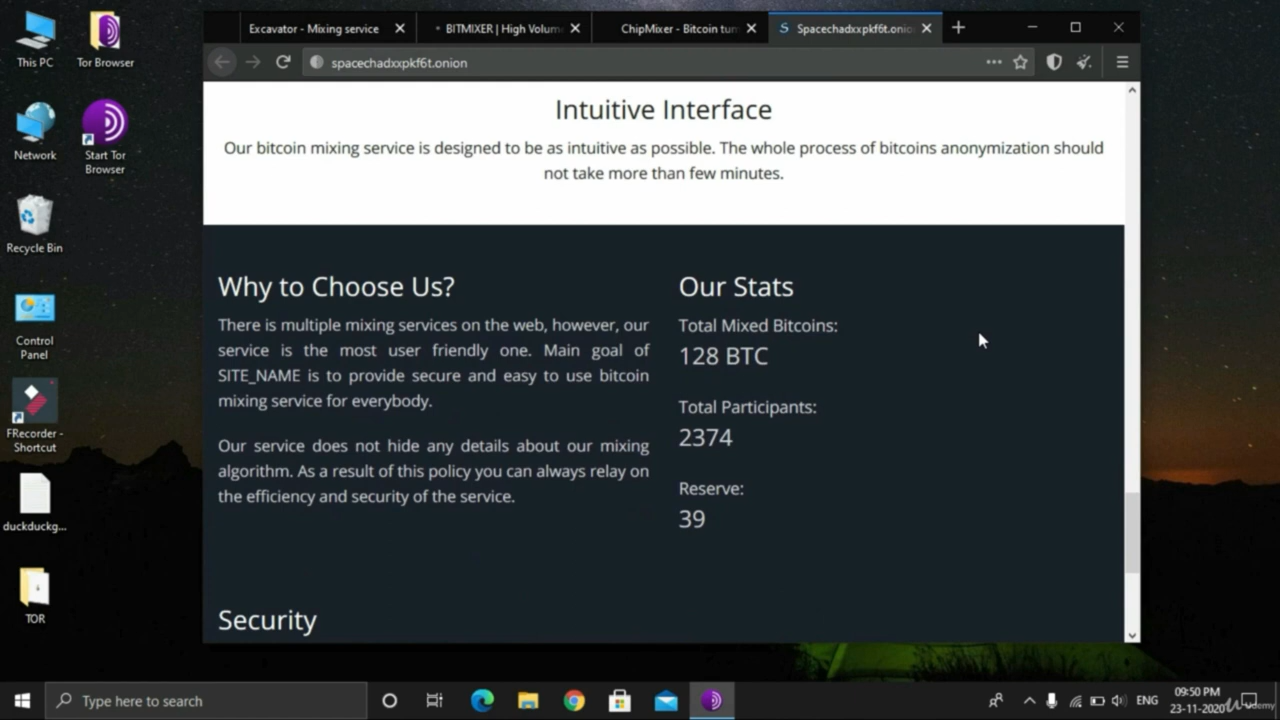 This PC
Tor Browser
Network
Start Tor
Browser
Recycle Bin
Control
Panel
FRecorder -
Shortcut
duckduckg...
TOR
Excavator - Mixing service
BITMIXER | High Volum
ChipMixer - Bitcoin tum
Spacechadxxpkf6t.onion
spacechadxxpkf6t.onion
Intuitive Interface
Our bitcoin mixing service is designed to be as intuitive as possible. The whole process of bitcoins anonymization should
not take more than few minutes.
Why to Choose Us?
There is multiple mixing services on the web, however, our
service is the most user friendly one. Main goal of
SITE_NAME is to provide secure and easy to use bitcoin
mixing service for everybody.
Our service does not hide any details about our mixing
algorithm. As a result of this policy you can always relay on
the efficiency and security of the service.
Our Stats
Total Mixed Bitcoins:
128 BTC
Total Participants:
2374
Reserve:
39
Security
Type here to search
ENG
09:50 PM
23-11-2020